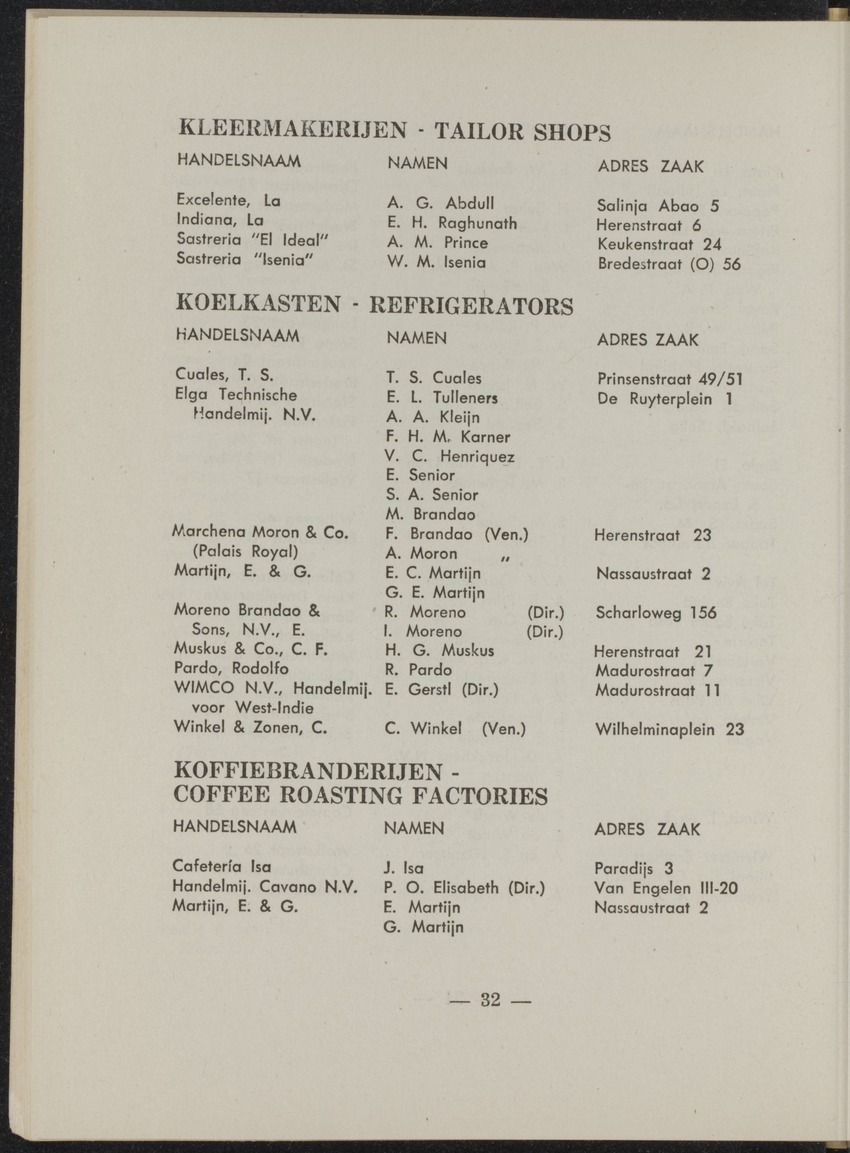 KLEERMAKERIJEN - TAILOR SHOPS
HANDELSNAAM NAMEN ADRES ZAAK
Excelente, La A. G. Abdull Salinja Abao 5
Indiana, La E. H. Raghunath Herenstraat 6
Sastreria "El Ideal" A. M. Prince Keukenstraat 24
Sastreria "Isenia" W. M. Isenia Bredestraat (O) 56
KOELKASTEN - REFRIGERATORS
HANDELSNAAM NAMEN ADRES ZAAK
Cuales, T. S. T. S. Cuales Prinsenstraat 49/51
Elga Technische E. L. Tulleners De Ruyterplein 1
Handelmij. N.V. A. A. Kleijn
F. H. M. Karner
V. C. Henriquez
E. Senior
S. A. Senior
M. Brandao
Marchena Moron & Co. F. Brandao (Ven.) Herenstraat 23
(Palais Royal) A. Moron „
Martijn, E. & G. E. C. Martijn Nassaustraat 2
G. E. Martijn
Moreno Brandao & R. Moreno (Dir.) Scharloweg 156
Sons, N.V., E. I. Moreno (Dir.)
Muskus & Co., C. F. H. G. Muskus Herenstraat 21
Pardo, Rodolfo R. Pardo Madurostraat 7
WIMCO N.V., Handelmij. E. Gerstl (Dir.) Madurostraat 11
voor West-Indie
Winkel & Zonen, C. C. Winkel (Ven.) Wilhelminaplein 23
KOFFIEBRANDERIJEN -
COFFEE ROASTING FACTORIES
HANDELSNAAM NAMEN ADRES ZAAK
Cafetería Isa J. Isa Paradijs 3
Handelmij. Cavano N.V. P. O. Elisabeth (Dir.) Van Engelen III-20
Martijn, E. & G. E. Martijn Nassaustraat 2
G. Martijn
— 32 —